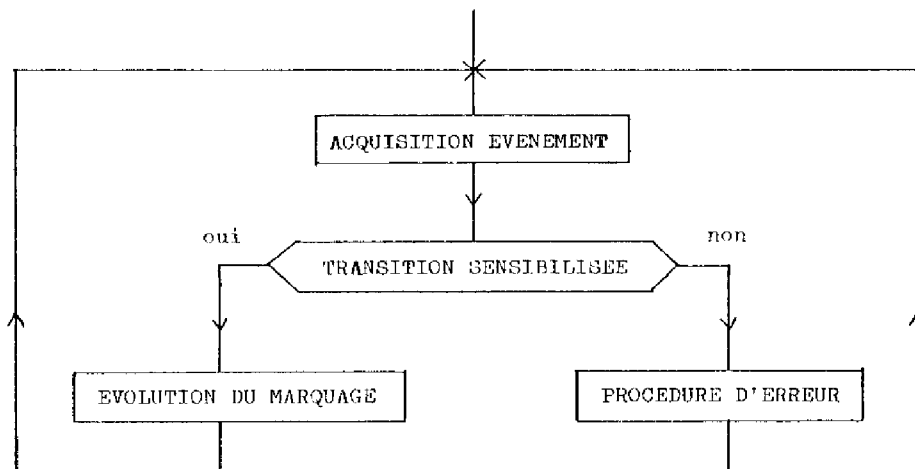 ACQUISITION EVENEMENT
oui
non
TRANSITION SENSIBILISEE
EVOLUTION DU MARQUAGE
PROCEDURE D'ERREUR